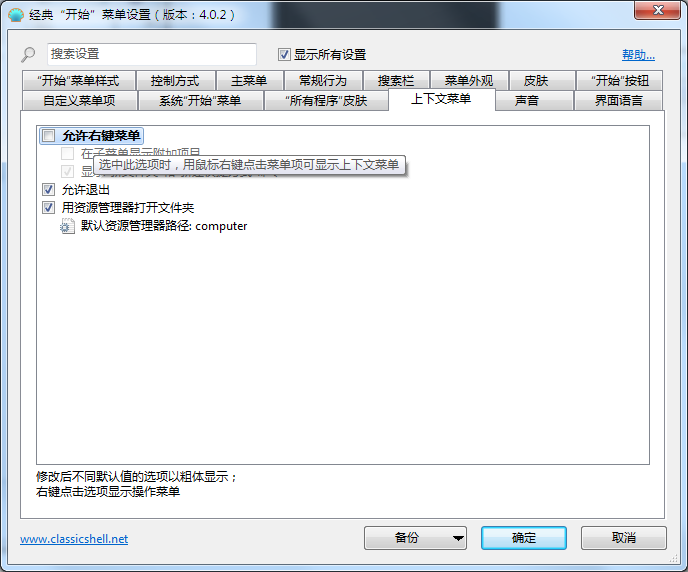 经典“开始”菜单设置（版本：4.0.2）
搜索设置
显示所有设置
帮助...
“开始”菜单样式
控制方式
主菜单
常规行为
搜索栏
菜单外观
皮肤
“开始”按钮
自定义菜单项
系统“开始”菜单
“所有程序”皮肤
上下文菜单
声音
界面语言
允许右键菜单
在子菜单显示附加项目
选中此选项时，用鼠标右键点击菜单项可显示上下文菜单
允许退出
用资源管理器打开文件夹
默认资源管理器路径: computer
修改后不同默认值的选项以粗体显示；
右键点击选项显示操作菜单
www.classicshell.net
备份
确定
取消